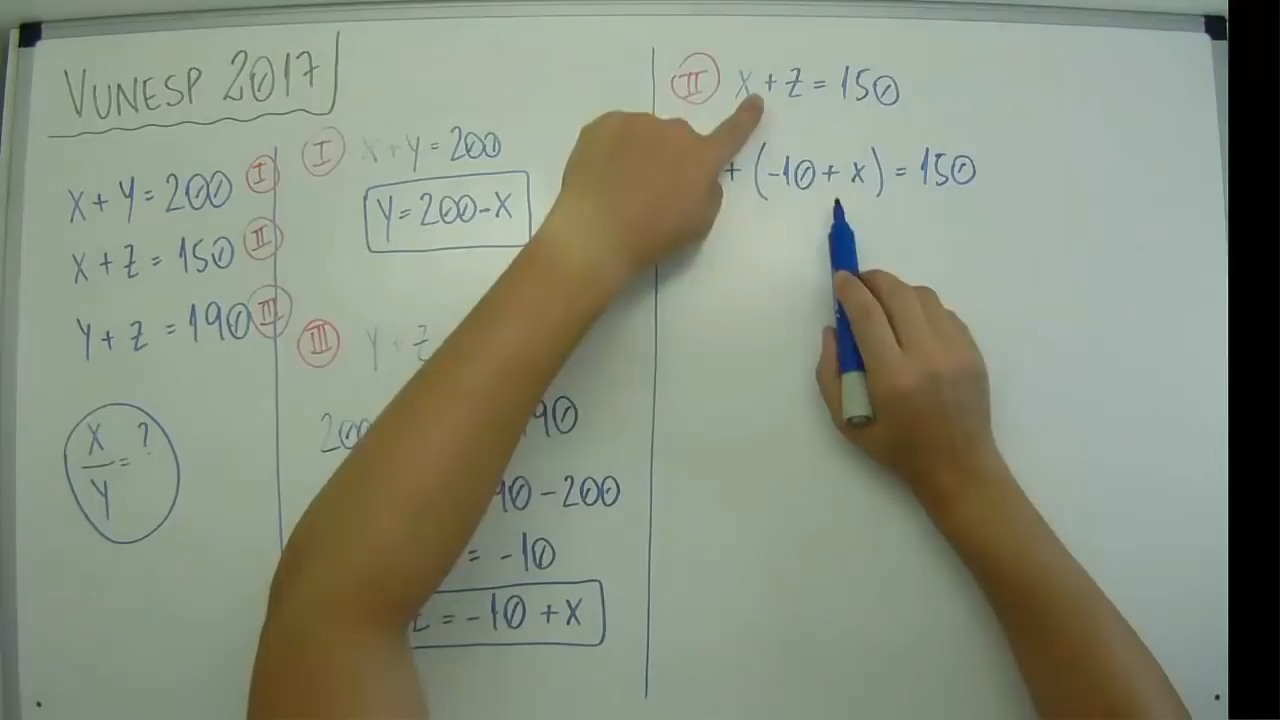 VUNESP 2017
X + Y = 200 I
X + Z = 150 II
Y + Z = 190 III
X/Y = ?
I X + Y = 200
Y = 200 - X
III Y + Z
200 90
90 - 200
= -10
Z = -10 + X
II X + Z = 150
+ (-10 + X) = 150